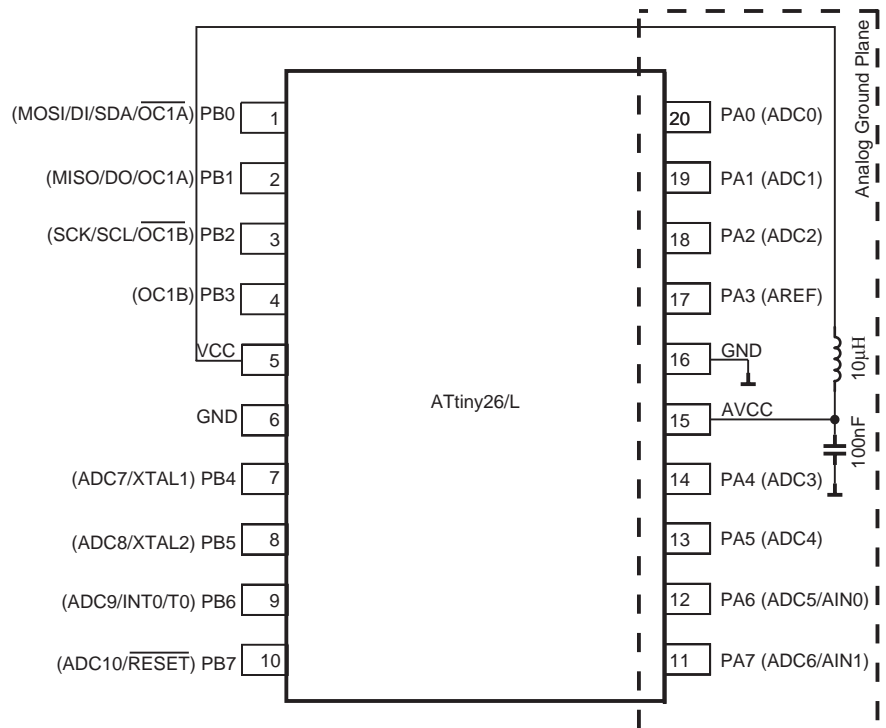 Analog Ground Plane
(MOSI/DI/SDA/OC1A) PB0
1
20
PA0 (ADC0)
(MISO/DO/OC1A) PB1
2
19
PA1 (ADC1)
(SCK/SCL/OC1B) PB2
3
18
PA2 (ADC2)
(OC1B) PB3
4
17
PA3 (AREF)
VCC
5
16
GND
10µH
GND
6
ATtiny26/L
15
AVCC
100nF
(ADC7/XTAL1) PB4
7
14
PA4 (ADC3)
(ADC8/XTAL2) PB5
8
13
PA5 (ADC4)
(ADC9/INT0/T0) PB6
9
12
PA6 (ADC5/AIN0)
(ADC10/RESET) PB7
10
11
PA7 (ADC6/AIN1)